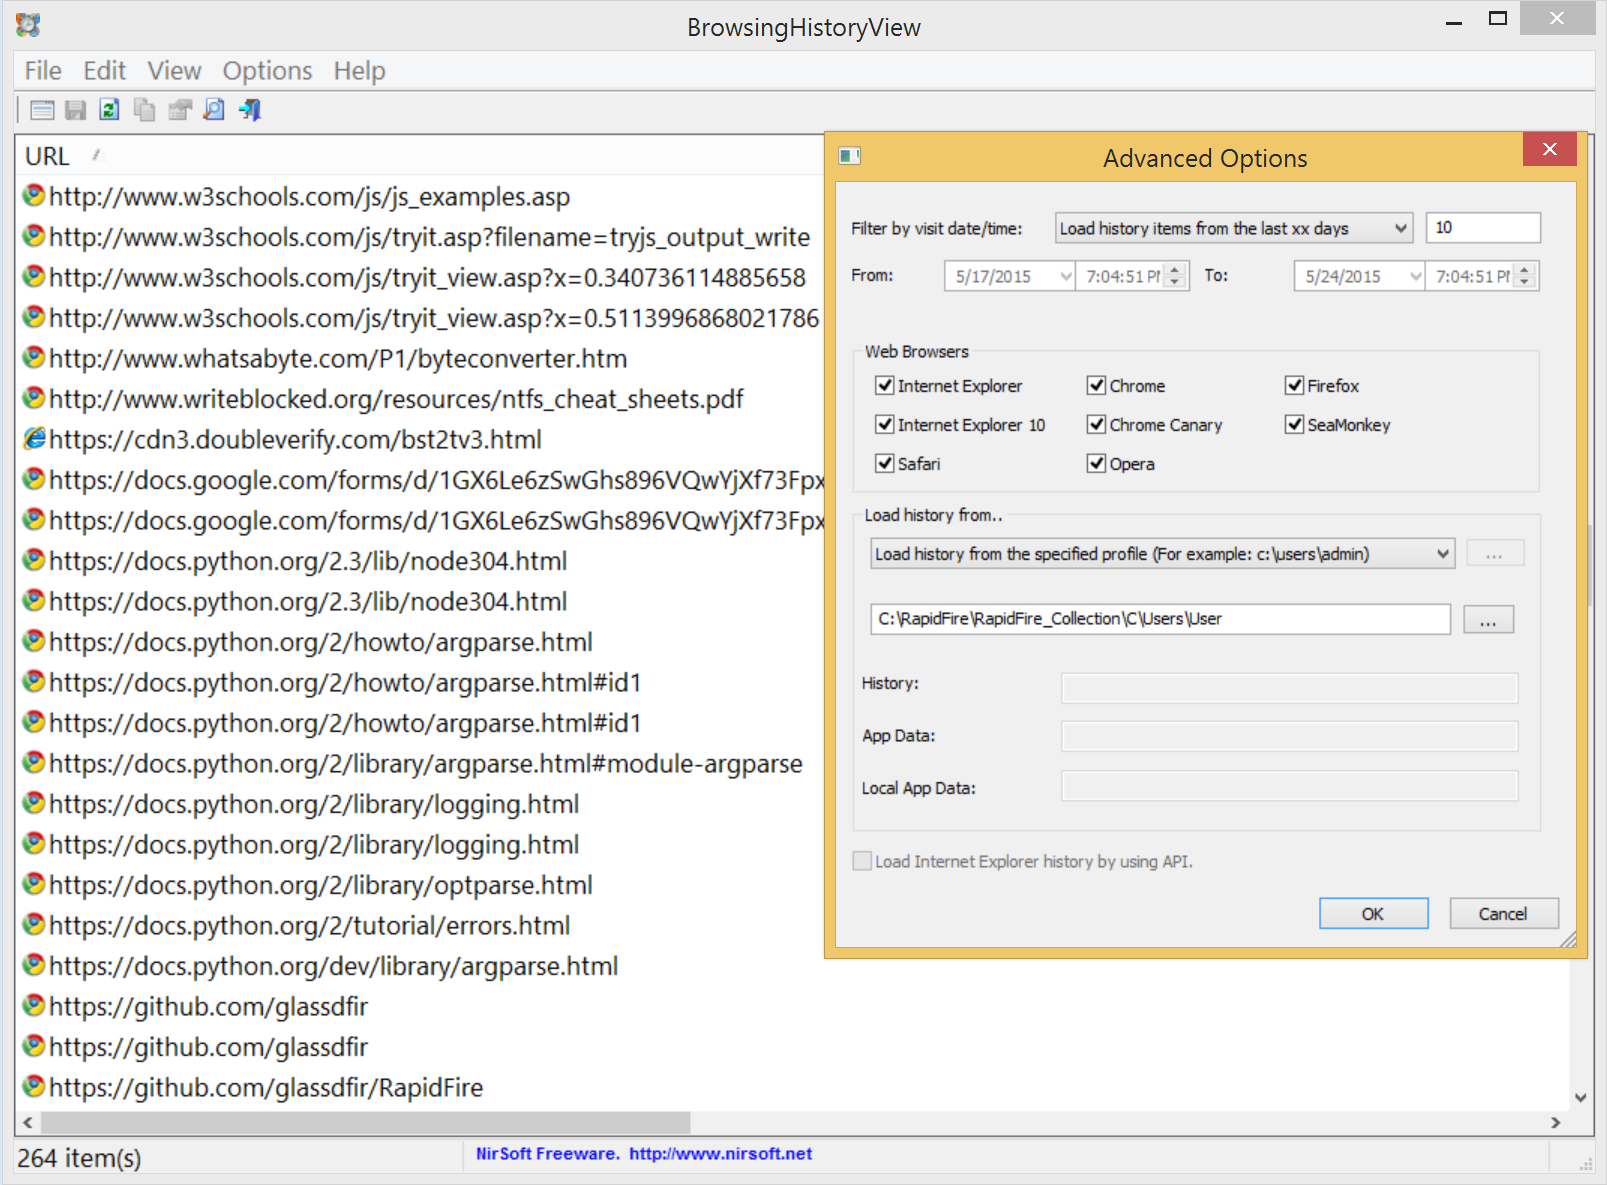 BrowsingHistoryView
File Edit View Options Help
URL
http://www.w3schools.com/js/js_examples.asp
http://www.w3schools.com/js/tryit.asp?filename=tryjs_output_write
http://www.w3schools.com/js/tryit_view.asp?x=0.340736114885658
http://www.w3schools.com/js/tryit_view.asp?x=0.5113996868021786
http://www.whatsabyte.com/P1/byteconverter.htm
http://www.writeblocked.org/resources/ntfs_cheat_sheets.pdf
https://cdn3.doubleverify.com/bst2tv3.html
https://docs.google.com/forms/d/1GX6Le6zSwGhs896VQwYjXf73Fpx
https://docs.google.com/forms/d/1GX6Le6zSwGhs896VQwYjXf73Fpx
https://docs.python.org/2.3/lib/node304.html
https://docs.python.org/2.3/lib/node304.html
https://docs.python.org/2/howto/argparse.html
https://docs.python.org/2/howto/argparse.html#id1
https://docs.python.org/2/howto/argparse.html#id1
https://docs.python.org/2/library/argparse.html#module-argparse
https://docs.python.org/2/library/logging.html
https://docs.python.org/2/library/logging.html
https://docs.python.org/2/library/optparse.html
https://docs.python.org/2/tutorial/errors.html
https://docs.python.org/dev/library/argparse.html
https://github.com/glassdfir
https://github.com/glassdfir
https://github.com/glassdfir/RapidFire
Advanced Options
Filter by visit date/time: Load history items from the last xx days 10
From: 5/17/2015 7:04:51 PM To: 5/24/2015 7:04:51 PM
Web Browsers
Internet Explorer Chrome Firefox
Internet Explorer 10 Chrome Canary SeaMonkey
Safari Opera
Load history from..
Load history from the specified profile (For example: c:\users\admin) ...
C:\RapidFire\RapidFire_Collection\C\Users\User ...
History:
App Data:
Local App Data:
Load Internet Explorer history by using API.
OK Cancel
264 item(s) NirSoft Freeware. http://www.nirsoft.net